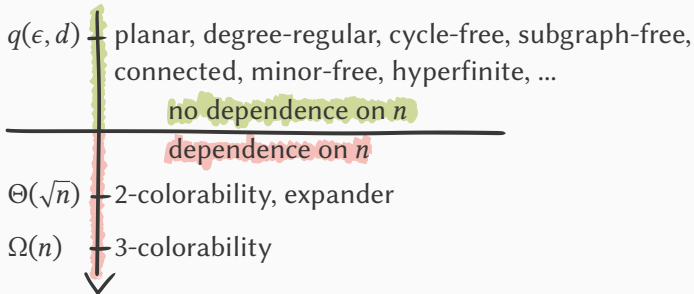 q(ϵ, d) planar, degree-regular, cycle-free, subgraph-free,
connected, minor-free, hyperfinite, ...
no dependence on n
dependence on n
Θ(√n) 2-colorability, expander
Ω(n) 3-colorability